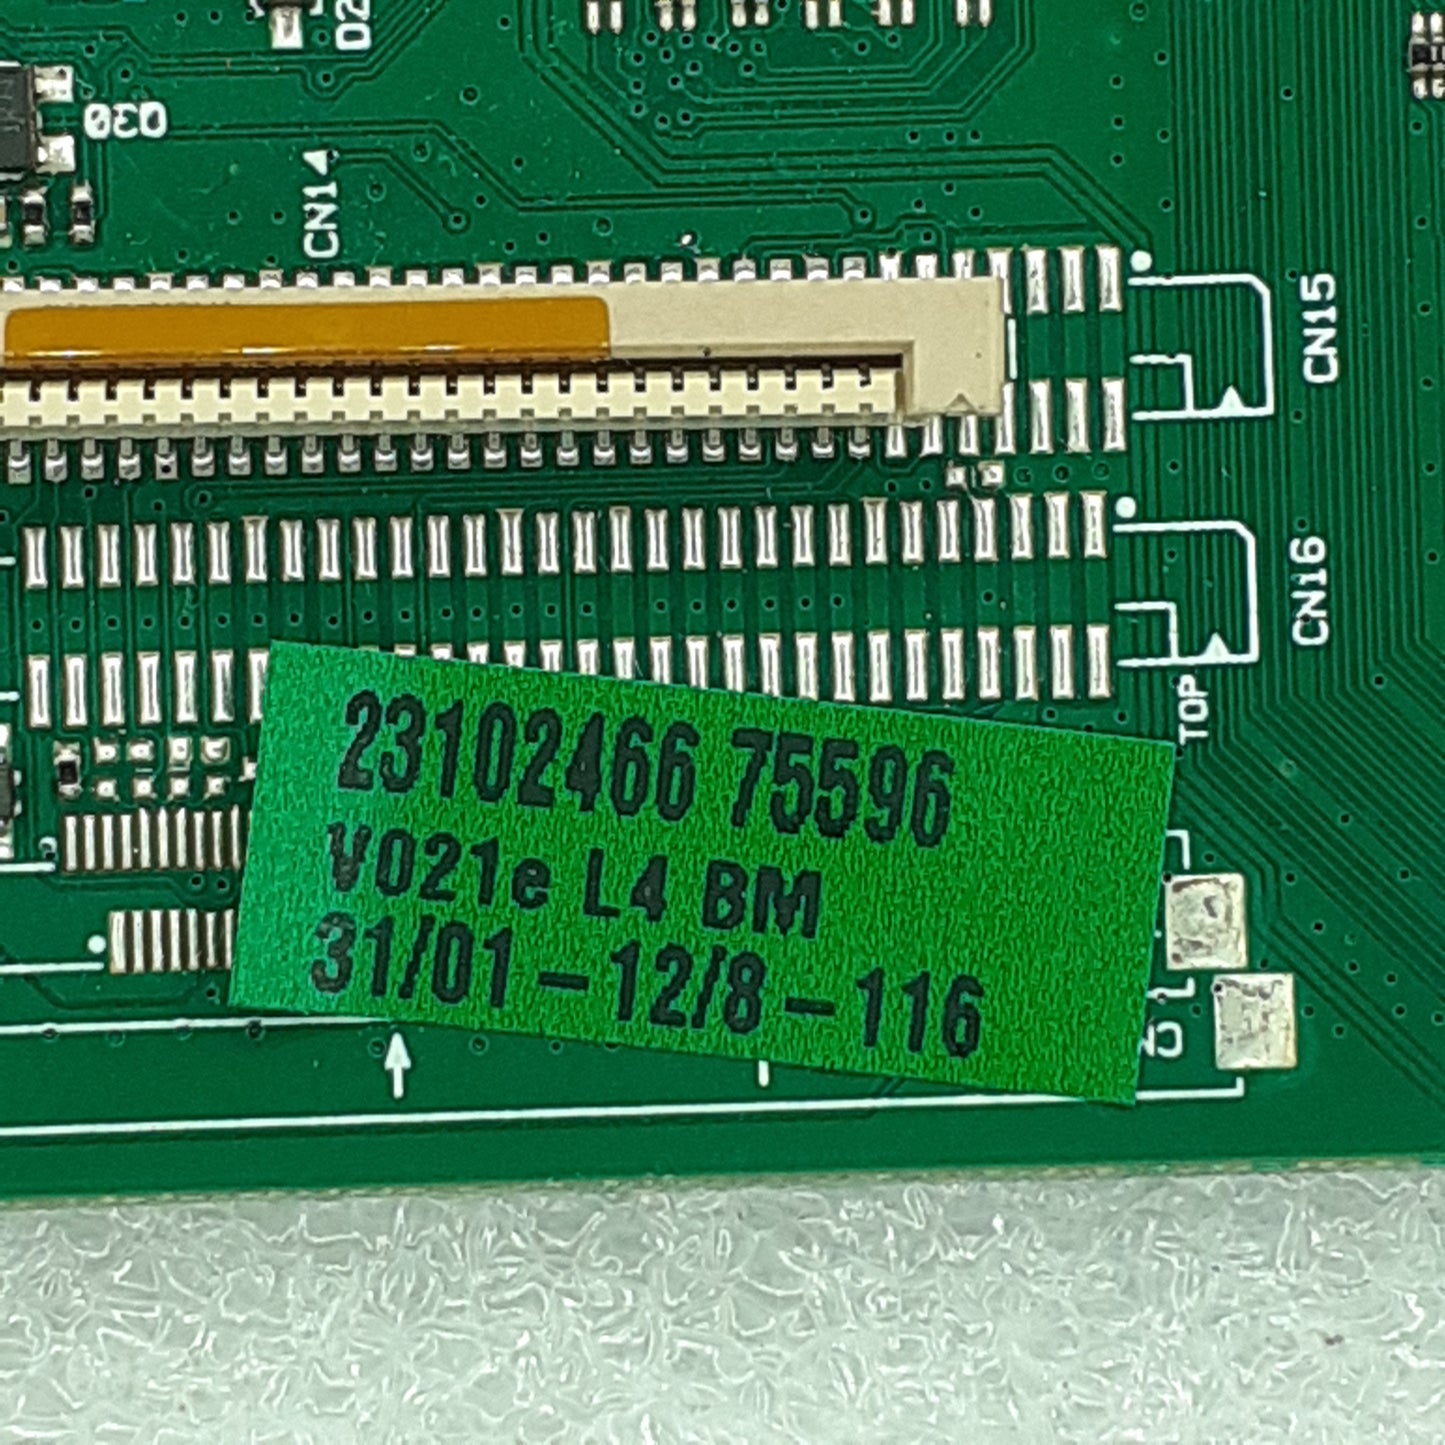 Q30
CN14
CN15
CN16
TOP
23102466 75596
V021e L4 BM
31/01-12/8-116